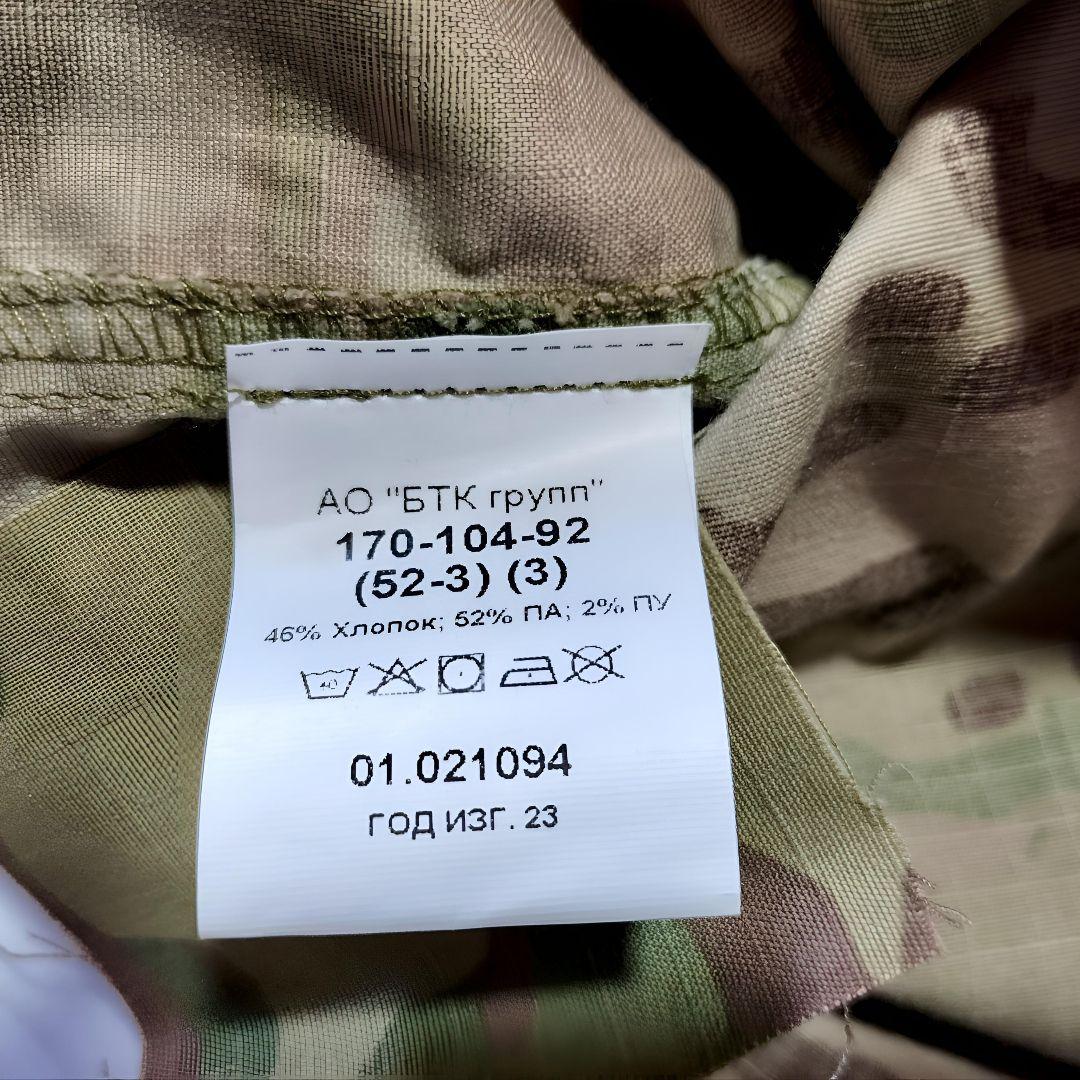 АО "БТК групп"
170-104-92
(52-3) (3)
46% Хлопок; 52% ПА; 2% ПУ
40
01.021094
ГОД ИЗГ. 23